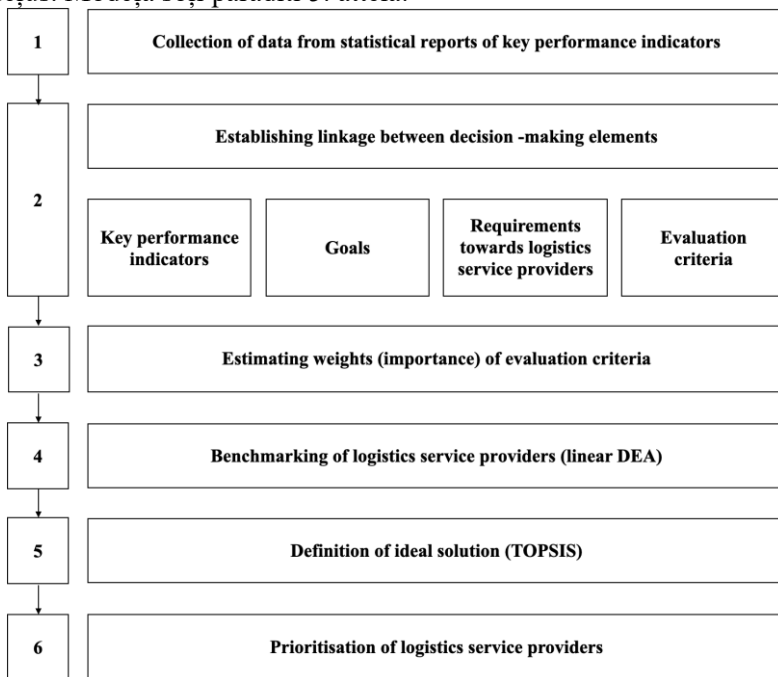 1
Collection of data from statistical reports of key performance indicators
Establishing linkage between decision -making elements
2
Key performance
indicators
Goals
Requirements
towards logistics
service providers
Evaluation
criteria
3
Estimating weights (importance) of evaluation criteria
4
Benchmarking of logistics service providers (linear DEA)
5
Definition of ideal solution (TOPSIS)
6
Prioritisation of logistics service providers